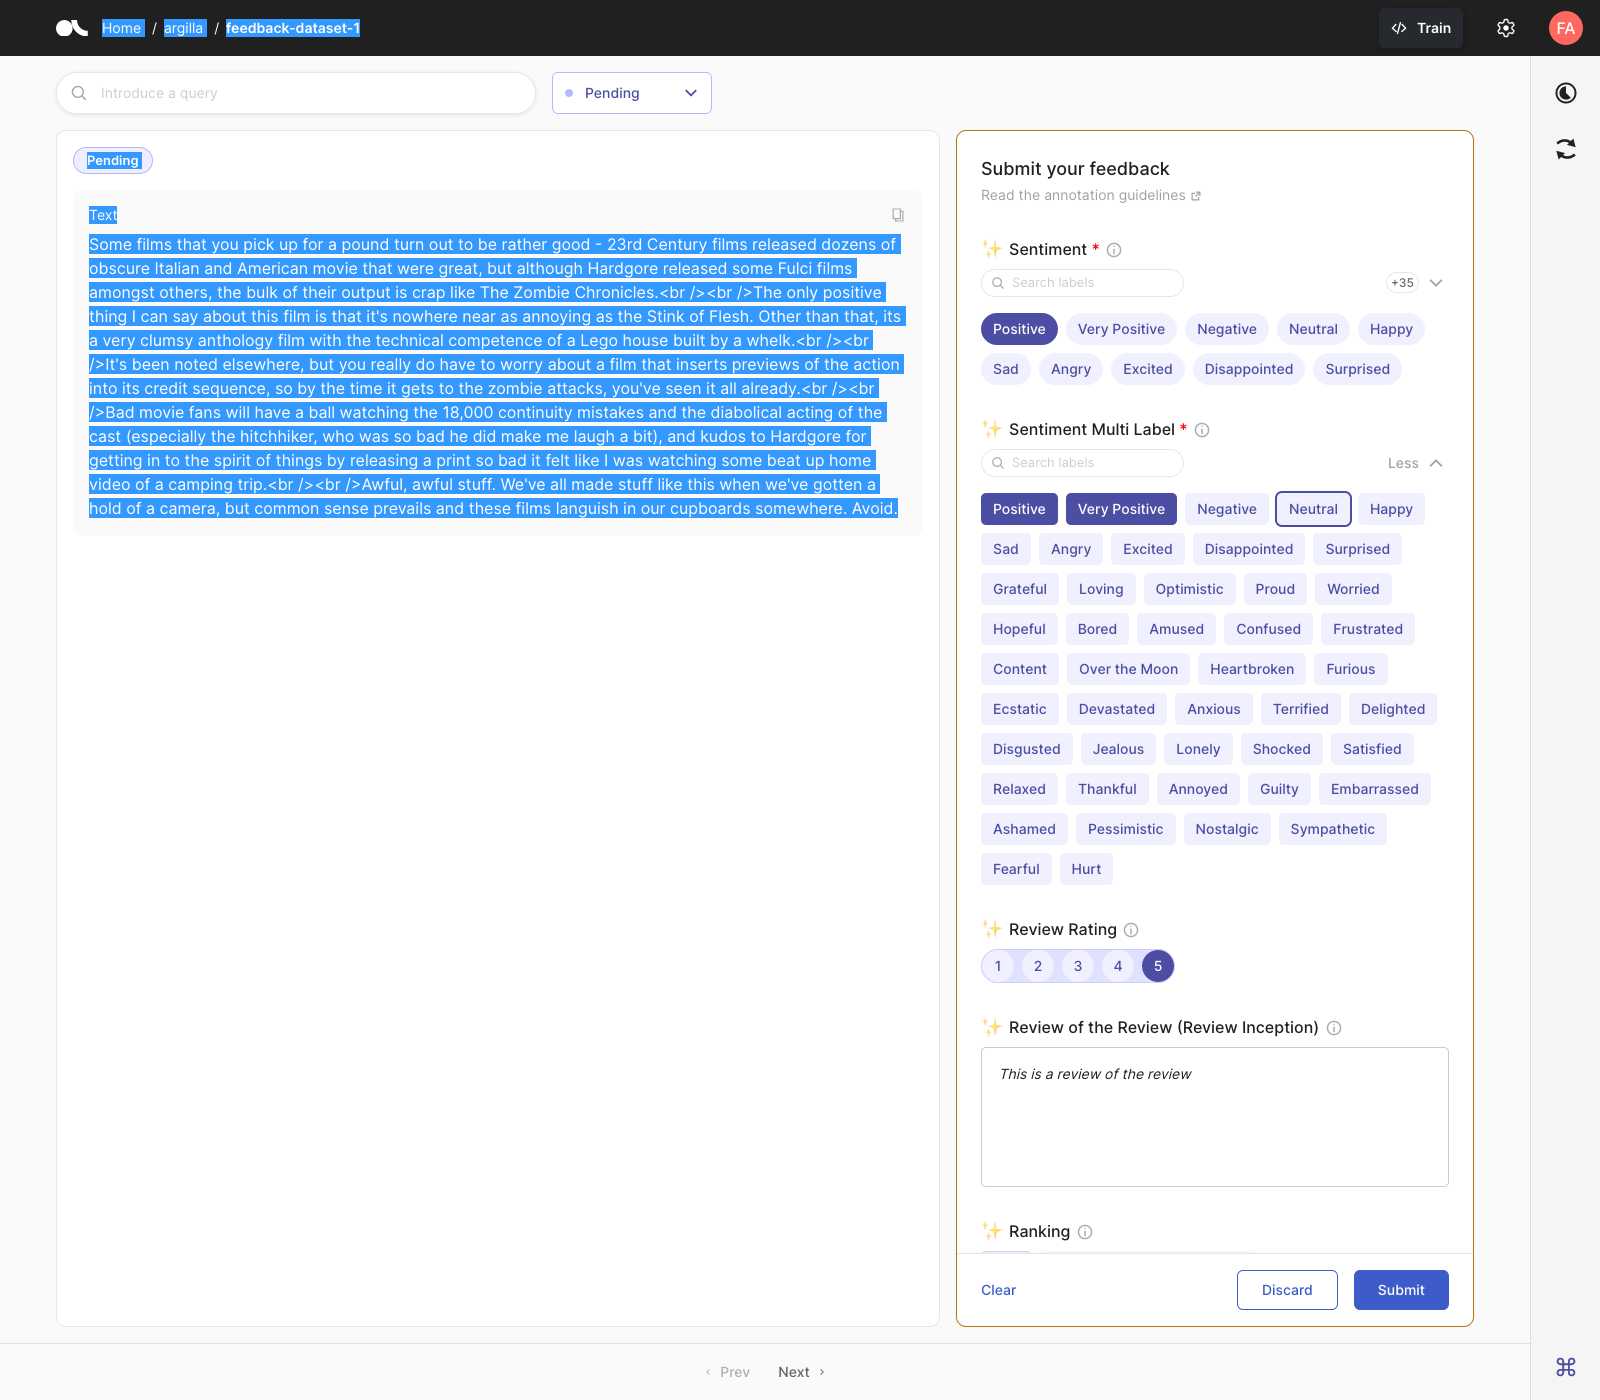 Home / argilla / feedback-dataset-1
Train
FA
Introduce a query
Pending
Pending
Text
Some films that you pick up for a pound turn out to be rather good - 23rd Century films released dozens of
obscure Italian and American movie that were great, but although Hardgore released some Fulci films
amongst others, the bulk of their output is crap like The Zombie Chronicles.<br /><br />The only positive
thing I can say about this film is that it's nowhere near as annoying as the Stink of Flesh. Other than that, its
a very clumsy anthology film with the technical competence of a Lego house built by a whelk.<br /><br
/>It's been noted elsewhere, but you really do have to worry about a film that inserts previews of the action
into its credit sequence, so by the time it gets to the zombie attacks, you've seen it all already.<br /><br
/>Bad movie fans will have a ball watching the 18,000 continuity mistakes and the diabolical acting of the
cast (especially the hitchhiker, who was so bad he did make me laugh a bit), and kudos to Hardgore for
getting in to the spirit of things by releasing a print so bad it felt like I was watching some beat up home
video of a camping trip.<br /><br />Awful, awful stuff. We've all made stuff like this when we've gotten a
hold of a camera, but common sense prevails and these films languish in our cupboards somewhere. Avoid.
Submit your feedback
Read the annotation guidelines
Sentiment *
Search labels
+35
Positive Very Positive Negative Neutral Happy
Sad Angry Excited Disappointed Surprised
Sentiment Multi Label *
Search labels
Less
Positive Very Positive Negative Neutral Happy
Sad Angry Excited Disappointed Surprised
Grateful Loving Optimistic Proud Worried
Hopeful Bored Amused Confused Frustrated
Content Over the Moon Heartbroken Furious
Ecstatic Devastated Anxious Terrified Delighted
Disgusted Jealous Lonely Shocked Satisfied
Relaxed Thankful Annoyed Guilty Embarrassed
Ashamed Pessimistic Nostalgic Sympathetic
Fearful Hurt
Review Rating
1 2 3 4 5
Review of the Review (Review Inception)
This is a review of the review
Ranking
Clear Discard Submit
Prev Next